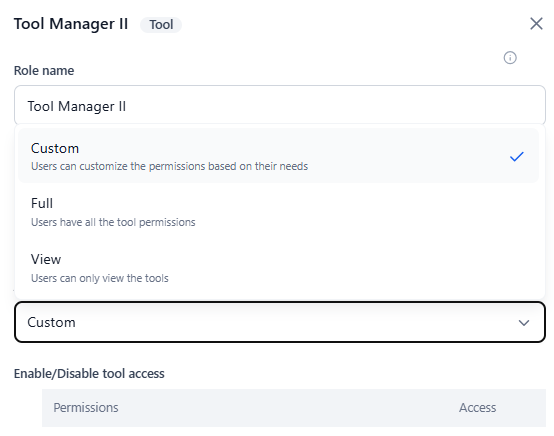 Tool Manager II Tool
Role name
Tool Manager II
Custom
Users can customize the permissions based on their needs
Full
Users have all the tool permissions
View
Users can only view the tools
Custom
Enable/Disable tool access
Permissions Access